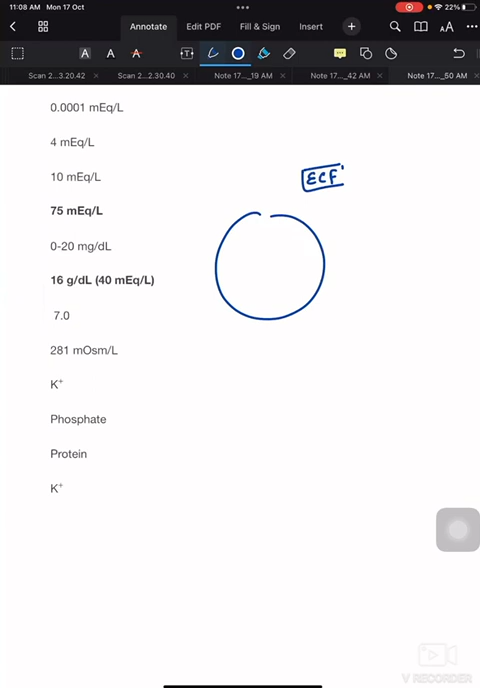 11:08 AM Mon 17 Oct
22%
Annotate Edit PDF Fill & Sign Insert
Scan 2...3.20.42 Scan 2...2.30.40 Note 17..._19 AM Note 17..._42 AM Note 17..._50 AM
0.0001 mEq/L
4 mEq/L
10 mEq/L
ECF
75 mEq/L
0-20 mg/dL
16 g/dL (40 mEq/L)
7.0
281 mOsm/L
K⁺
Phosphate
Protein
K⁺
V RECORDER